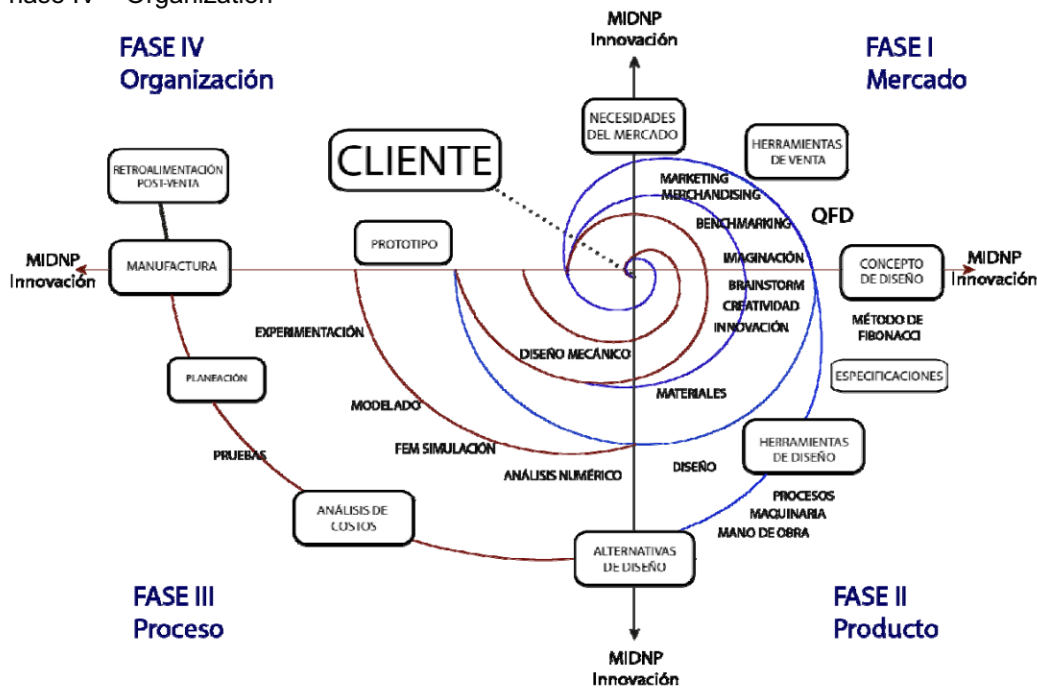 hase IV – Organization
MIDNP
Innovación
FASE IV
Organización
FASE I
Mercado
NECESIDADES
DEL MERCADO
HERRAMIENTAS
DE VENTA
CLIENTE
RETROALIMENTACIÓN
POST-VENTA
MARKETING
MERCHANDISING
BENCHMARKING
QFD
PROTOTIPO
MIDNP
Innovación
MANUFACTURA
IMAGINACIÓN
CONCEPTO
DE DISEÑO
MIDNP
Innovación
BRAINSTORM
CREATIVIDAD
INNOVACIÓN
MÉTODO DE
FIBONACCI
EXPERIMENTACIÓN
DISEÑO MECÁNICO
PLANEACIÓN
ESPECIFICACIONES
MATERIALES
MODELADO
FEM SIMULACIÓN
HERRAMIENTAS
DE DISEÑO
PRUEBAS
ANÁLISIS NUMÉRICO
DISEÑO
ANÁLISIS DE
COSTOS
PROCESOS
MAQUINARIA
MANO DE OBRA
ALTERNATIVAS
DE DISEÑO
FASE III
Proceso
FASE II
Producto
MIDNP
Innovación